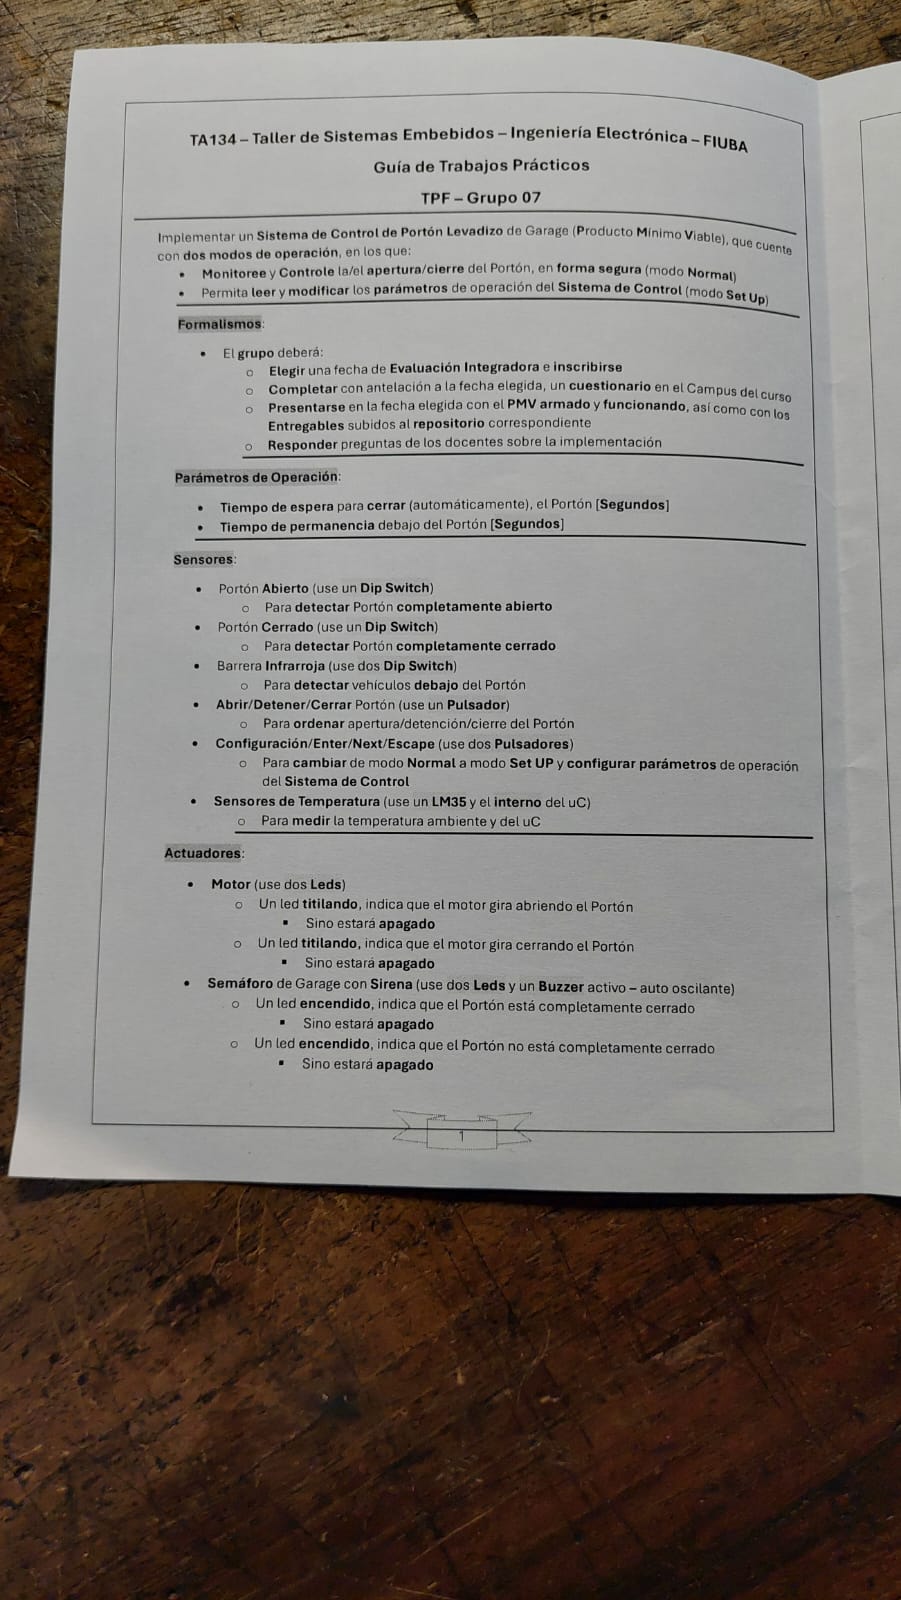 TA134 – Taller de Sistemas Embebidos – Ingeniería Electrónica – FIUBA
Guía de Trabajos Prácticos
TPF – Grupo 07
Implementar un Sistema de Control de Portón Levadizo de Garage (Producto Mínimo Viable), que cuente
con dos modos de operación, en los que:
• Monitoree y Controle la/el apertura/cierre del Portón, en forma segura (modo Normal)
• Permita leer y modificar los parámetros de operación del Sistema de Control (modo Set Up)
Formalismos:
• El grupo deberá:
o Elegir una fecha de Evaluación Integradora e inscribirse
o Completar con antelación a la fecha elegida, un cuestionario en el Campus del curso
o Presentarse en la fecha elegida con el PMV armado y funcionando, así como con los
Entregables subidos al repositorio correspondiente
o Responder preguntas de los docentes sobre la implementación
Parámetros de Operación:
• Tiempo de espera para cerrar (automáticamente), el Portón [Segundos]
• Tiempo de permanencia debajo del Portón [Segundos]
Sensores:
• Portón Abierto (use un Dip Switch)
o Para detectar Portón completamente abierto
• Portón Cerrado (use un Dip Switch)
o Para detectar Portón completamente cerrado
• Barrera Infrarroja (use dos Dip Switch)
o Para detectar vehículos debajo del Portón
• Abrir/Detener/Cerrar Portón (use un Pulsador)
o Para ordenar apertura/detención/cierre del Portón
• Configuración/Enter/Next/Escape (use dos Pulsadores)
o Para cambiar de modo Normal a modo Set UP y configurar parámetros de operación
del Sistema de Control
• Sensores de Temperatura (use un LM35 y el interno del uC)
o Para medir la temperatura ambiente y del uC
Actuadores:
• Motor (use dos Leds)
o Un led titilando, indica que el motor gira abriendo el Portón
▪ Sino estará apagado
o Un led titilando, indica que el motor gira cerrando el Portón
▪ Sino estará apagado
• Semáforo de Garage con Sirena (use dos Leds y un Buzzer activo – auto oscilante)
o Un led encendido, indica que el Portón está completamente cerrado
▪ Sino estará apagado
o Un led encendido, indica que el Portón no está completamente cerrado
▪ Sino estará apagado
1